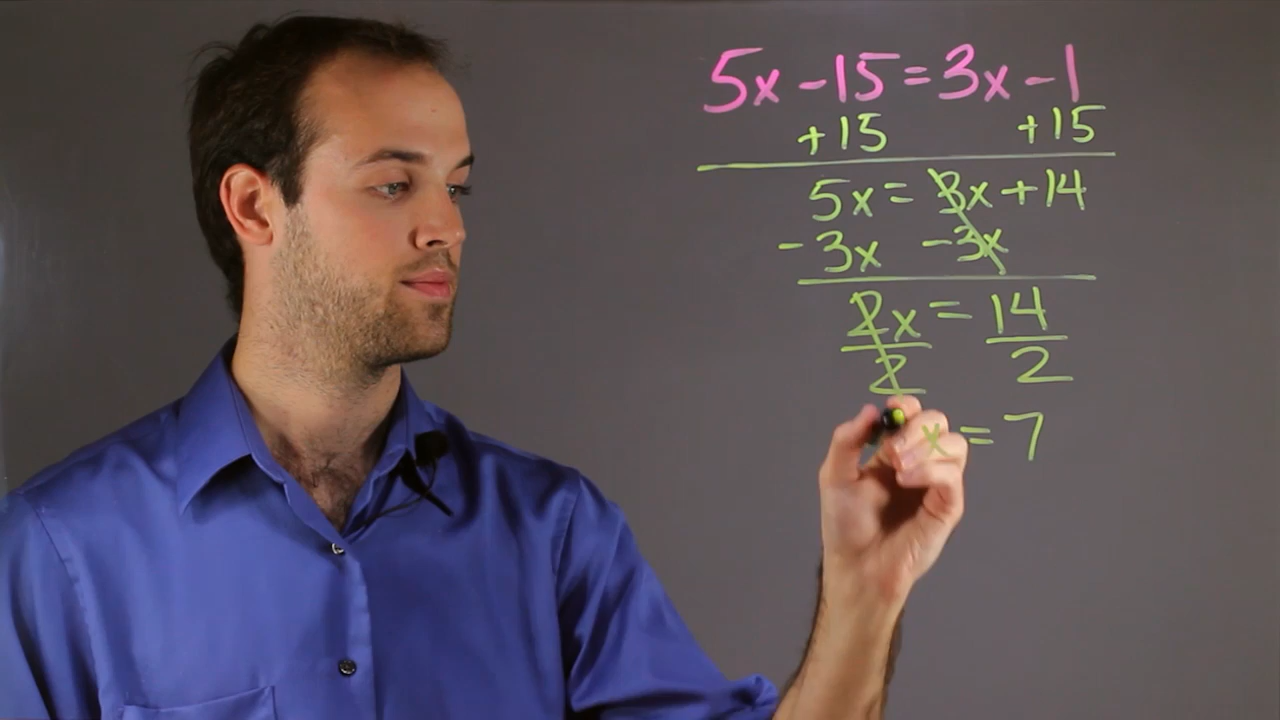 5x - 15 = 3x - 1
+15 +15
5x = 3x + 14
-3x -3x
2x = 14
2 2
x = 7